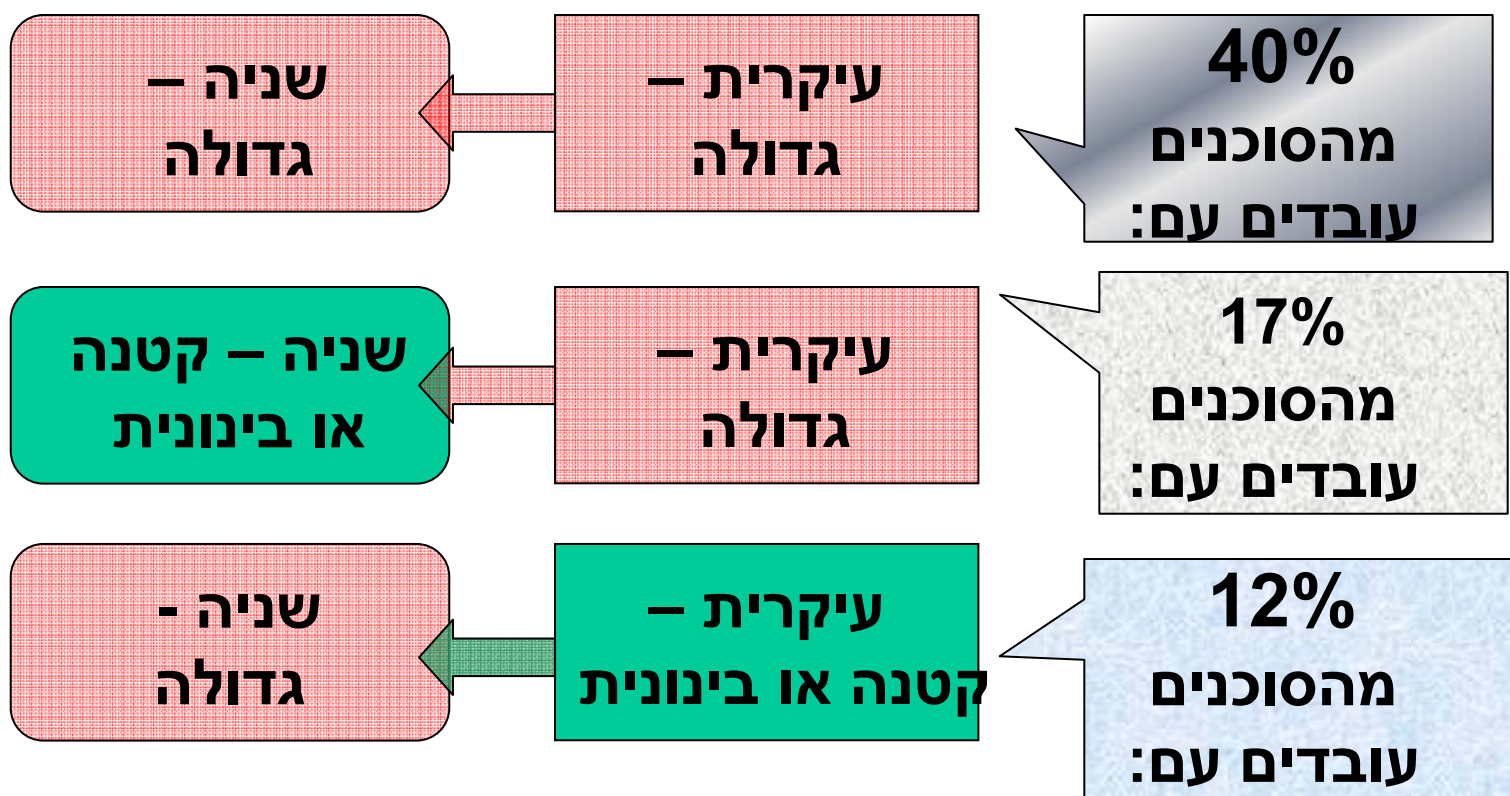 40%
מהסוכנים
עובדים עם:
עיקרית –
גדולה
שניה –
גדולה
17%
מהסוכנים
עובדים עם:
עיקרית –
גדולה
שניה – קטנה
או בינונית
12%
מהסוכנים
עובדים עם:
עיקרית –
קטנה או בינונית
שניה -
גדולה